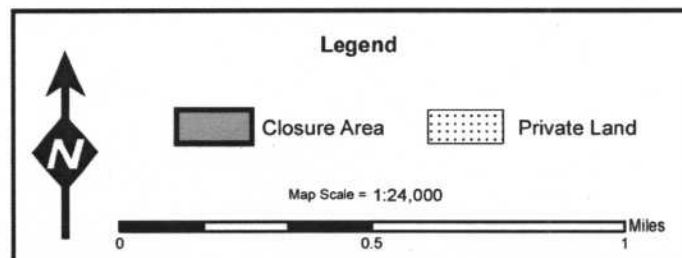 Legend
N
Closure Area
Private Land
Map Scale = 1:24,000
Miles
0 0.5 1